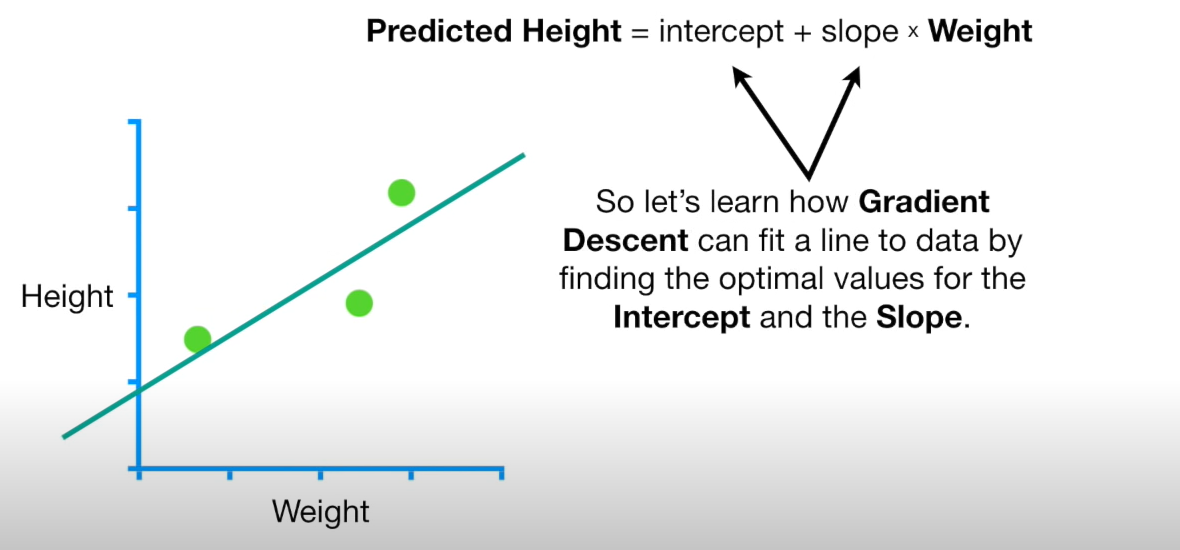 Predicted Height = intercept + slope x Weight
So let’s learn how Gradient
Descent can fit a line to data by
finding the optimal values for the
Intercept and the Slope.
Height
Weight